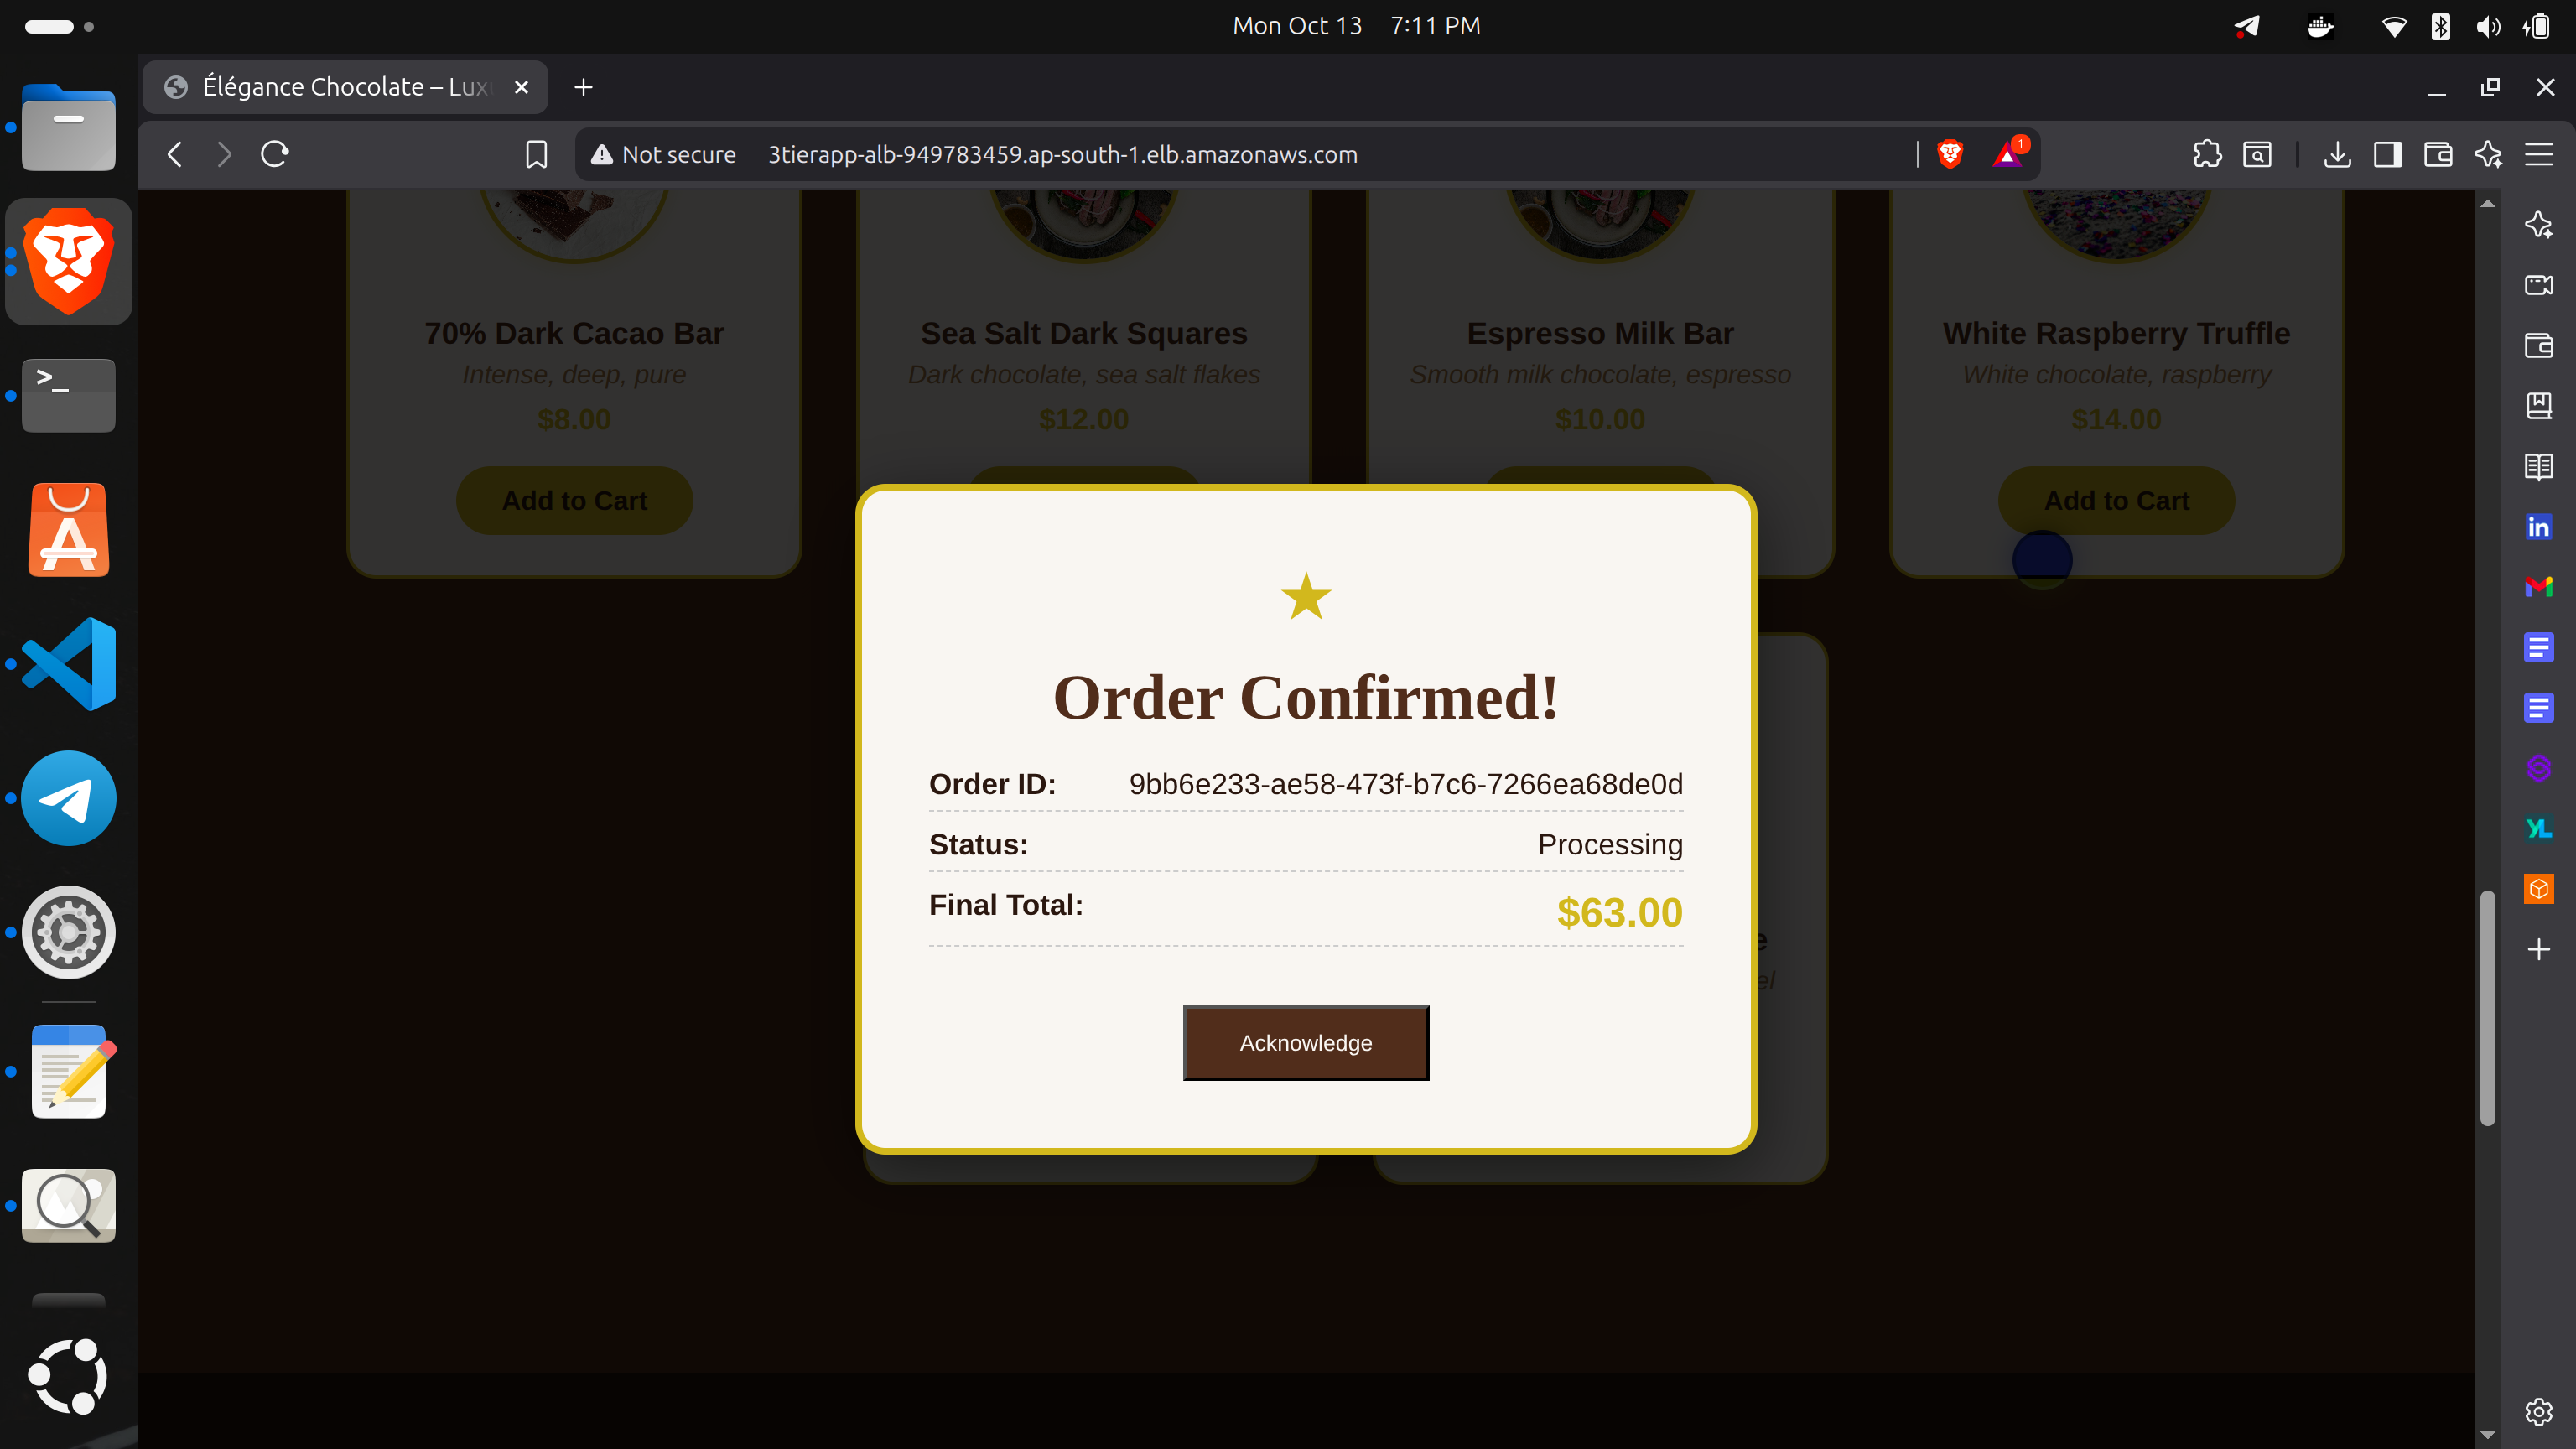 Mon Oct 13 7:11 PM
Élégance Chocolate – Lux
Not secure 3tierapp-alb-949783459.ap-south-1.elb.amazonaws.com
1
>_
70% Dark Cacao Bar
Intense, deep, pure
$8.00
Add to Cart
Sea Salt Dark Squares
Dark chocolate, sea salt flakes
$12.00
Espresso Milk Bar
Smooth milk chocolate, espresso
$10.00
White Raspberry Truffle
White chocolate, raspberry
$14.00
Add to Cart
★
Order Confirmed!
Order ID: 9bb6e233-ae58-473f-b7c6-7266ea68de0d
Status: Processing
Final Total: $63.00
Acknowledge
in
yL